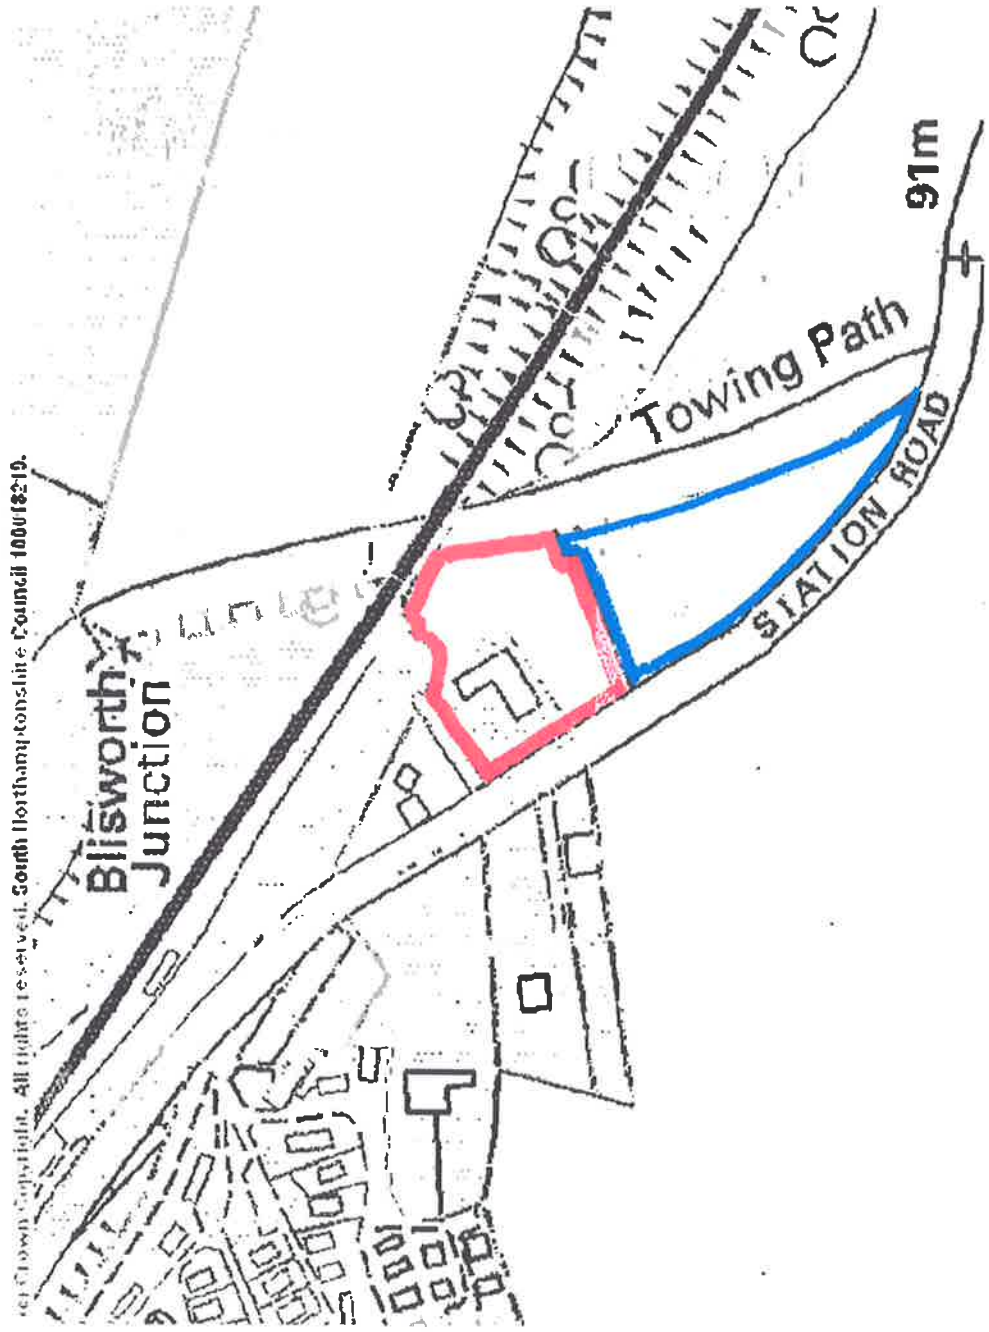 (c) Crown Copyright. All rights reserved. South Northamptonshire Council 100018219.
Blisworth
Junction
Towing Path
STATION ROAD
91m